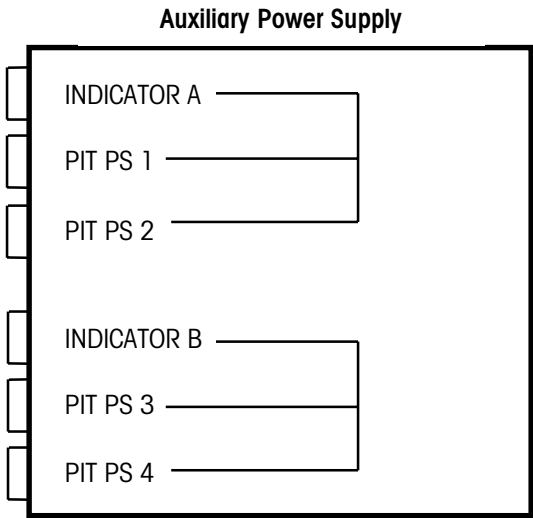 Auxiliary Power Supply
INDICATOR A
PIT PS 1
PIT PS 2
INDICATOR B
PIT PS 3
PIT PS 4